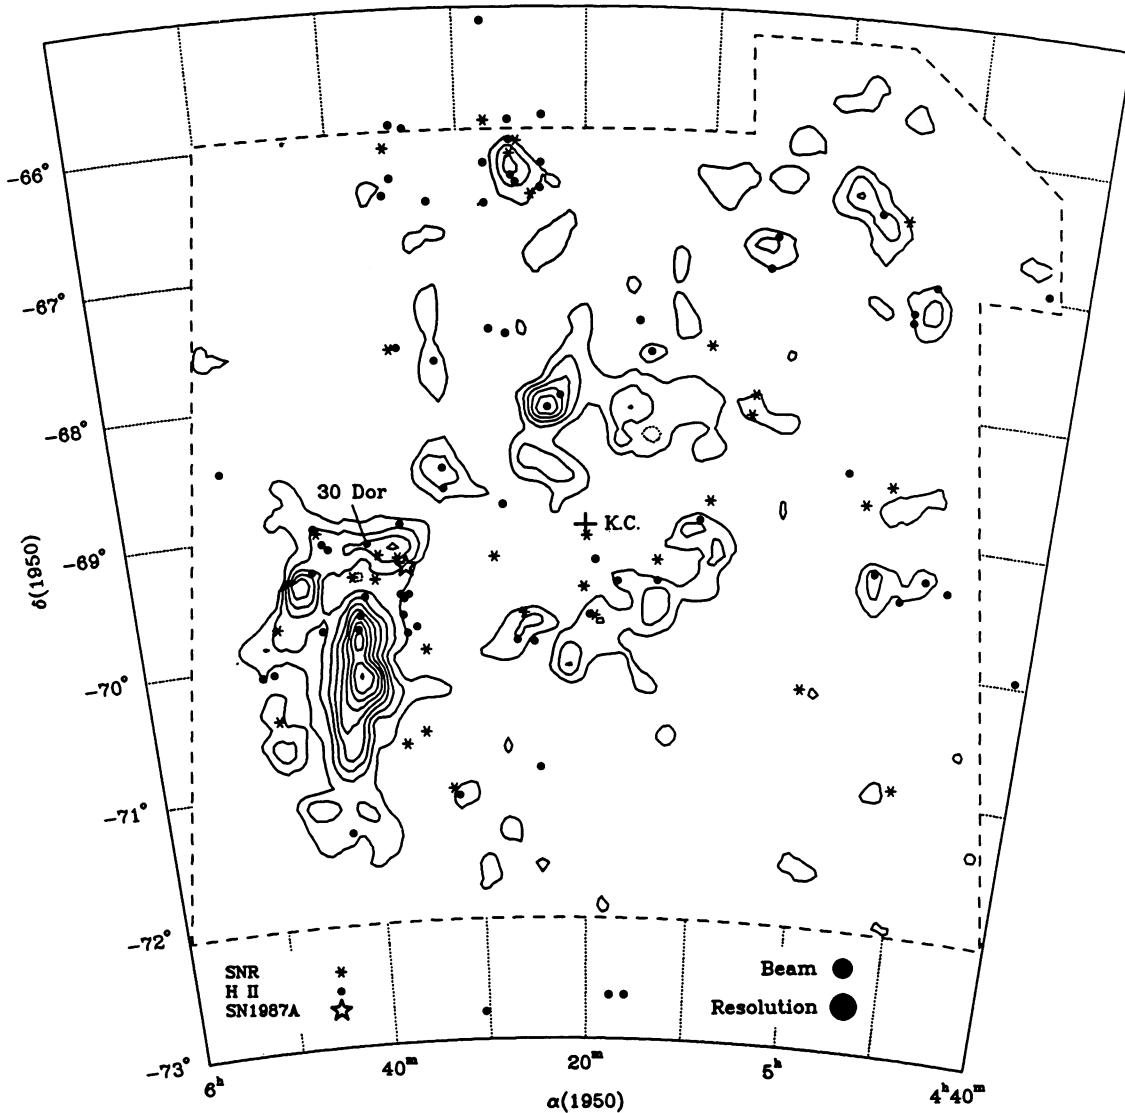 −66°
−67°
−68°
30 Dor
K.C.
−69°
δ(1950)
−70°
−71°
−72°
SNR
H II
SN1987A
Beam
Resolution
−73°
6ʰ
40ᵐ
20ᵐ
5ʰ
4ʰ40ᵐ
α(1950)